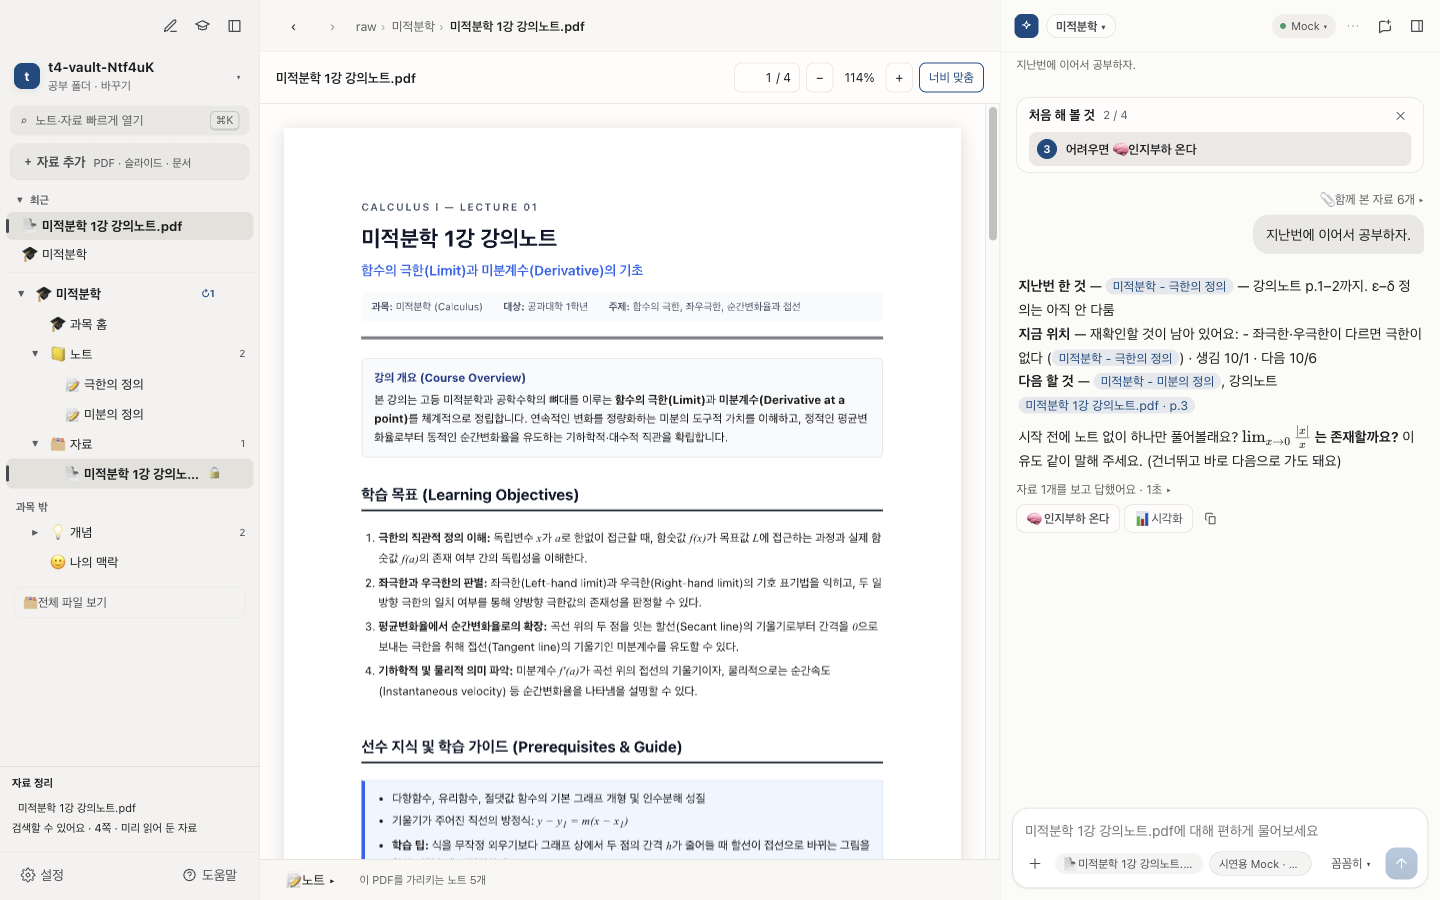 t4-vault-Ntf4uK
공부 폴더 · 바꾸기
노트·자료 빠르게 열기 ⌘K
+ 자료 추가 PDF · 슬라이드 · 문서
최근
미적분학 1강 강의노트.pdf
미적분학
미적분학 1
과목 홈
노트 2
극한의 정의
미분의 정의
자료 1
미적분학 1강 강의노...
과목 밖
개념 2
나의 맥락
전체 파일 보기
자료 정리
미적분학 1강 강의노트.pdf
검색할 수 있어요 · 4쪽 · 미리 읽어 둔 자료
설정 도움말
raw › 미적분학 › 미적분학 1강 강의노트.pdf
미적분학 1강 강의노트.pdf 1 / 4 − 114% + 너비 맞춤
CALCULUS I — LECTURE 01
미적분학 1강 강의노트
함수의 극한(Limit)과 미분계수(Derivative)의 기초
과목: 미적분학 (Calculus) 대상: 공과대학 1학년 주제: 함수의 극한, 좌우극한, 순간변화율과 접선
강의 개요 (Course Overview)
본 강의는 고등 미적분학과 공학수학의 뼈대를 이루는 함수의 극한(Limit)과 미분계수(Derivative at a
point)를 체계적으로 정립합니다. 연속적인 변화를 정량화하는 미분의 도구적 가치를 이해하고, 정적인 평균변
화율로부터 동적인 순간변화율을 유도하는 기하학적·대수적 직관을 확립합니다.
학습 목표 (Learning Objectives)
1. 극한의 직관적 정의 이해: 독립변수 x가 a로 한없이 접근할 때, 함숫값 f(x)가 목표값 L에 접근하는 과정과 실제 함
숫값 f(a)의 존재 여부 간의 독립성을 이해한다.
2. 좌극한과 우극한의 판별: 좌극한(Left-hand limit)과 우극한(Right-hand limit)의 기호 표기법을 익히고, 두 일
방향 극한의 일치 여부를 통해 양방향 극한값의 존재성을 판정할 수 있다.
3. 평균변화율에서 순간변화율로의 확장: 곡선 위의 두 점을 잇는 할선(Secant line)의 기울기로부터 간격을 0으로
보내는 극한을 취해 접선(Tangent line)의 기울기인 미분계수를 유도할 수 있다.
4. 기하학적 및 물리적 의미 파악: 미분계수 f'(a)가 곡선 위의 접선의 기울기이자, 물리적으로는 순간속도
(Instantaneous velocity) 등 순간변화율을 나타냄을 설명할 수 있다.
선수 지식 및 학습 가이드 (Prerequisites & Guide)
• 다항함수, 유리함수, 절댓값 함수의 기본 그래프 개형 및 인수분해 성질
• 기울기가 주어진 직선의 방정식: y − y₁ = m(x − x₁)
• 학습 팁: 식을 무작정 외우기보다 그래프 상에서 두 점의 간격 h가 줄어들 때 할선이 접선으로 바뀌는 그림을
노트 이 PDF를 가리키는 노트 5개
미적분학 Mock ···
지난번에 이어서 공부하자.
처음 해 볼 것 2 / 4
3 어려우면 🧠인지부하 온다
함께 본 자료 6개
지난번에 이어서 공부하자.
지난번 한 것 — 미적분학 - 극한의 정의 — 강의노트 p.1–2까지. ε–δ 정
의는 아직 안 다룸
지금 위치 — 재확인할 것이 남아 있어요: - 좌극한·우극한이 다르면 극한이
없다 ( 미적분학 - 극한의 정의 ) · 생김 10/1 · 다음 10/6
다음 할 것 — 미적분학 - 미분의 정의 , 강의노트
미적분학 1강 강의노트.pdf · p.3
시작 전에 노트 없이 하나만 풀어볼래요? lim x→0 |x|/x 는 존재할까요? 이
유도 같이 말해 주세요. (건너뛰고 바로 다음으로 가도 돼요)
자료 1개를 보고 답했어요 · 1초
🧠인지부하 온다 시각화
미적분학 1강 강의노트.pdf에 대해 편하게 물어보세요
+ 미적분학 1강 강의노트.... 시연용 Mock · ... 꼼꼼히